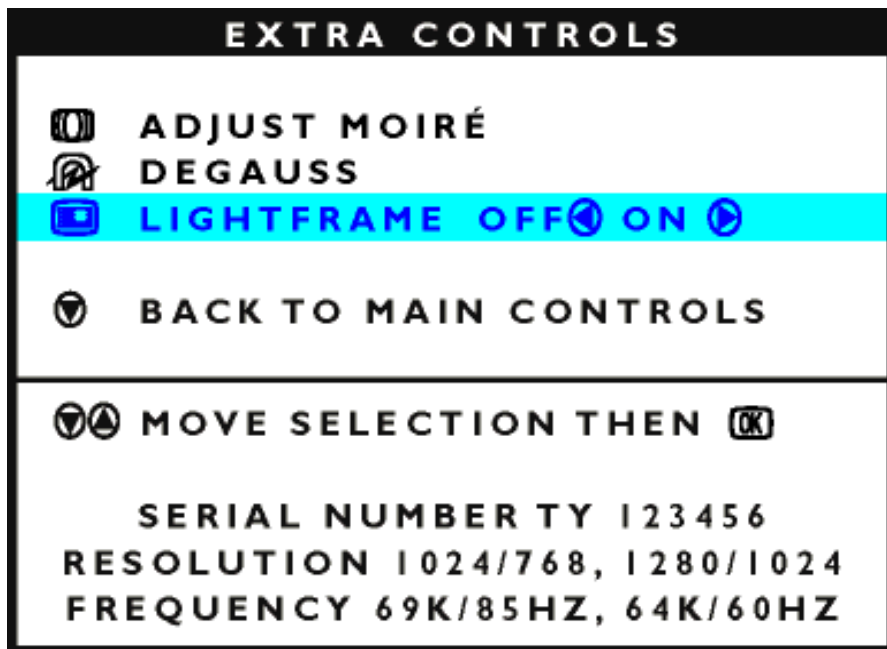 EXTRA CONTROLS
ADJUST MOIRÉ
DEGAUSS
LIGHTFRAME OFF ON
BACK TO MAIN CONTROLS
MOVE SELECTION THEN OK
SERIAL NUMBER TY 123456
RESOLUTION 1024/768, 1280/1024
FREQUENCY 69K/85HZ, 64K/60HZ